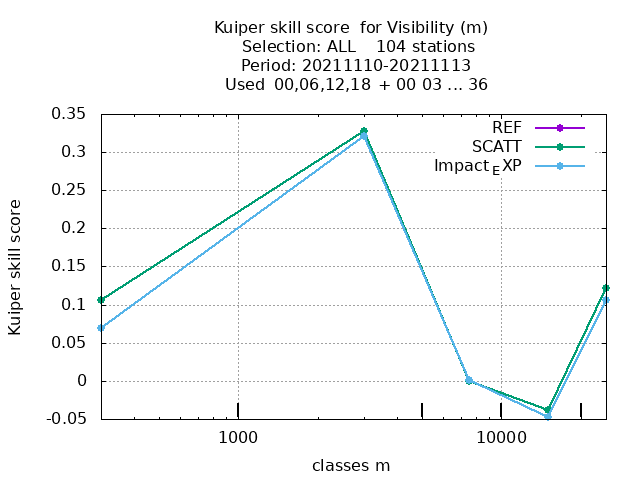 Kuiper skill score for Visibility (m)
Selection: ALL 104 stations
Period: 20211110-20211113
Used 00,06,12,18 + 00 03 ... 36
0.35
0.3
0.25
0.2
0.15
0.1
0.05
0
-0.05
Kuiper skill score
REF
SCATT
Impact_EXP
1000
10000
classes m